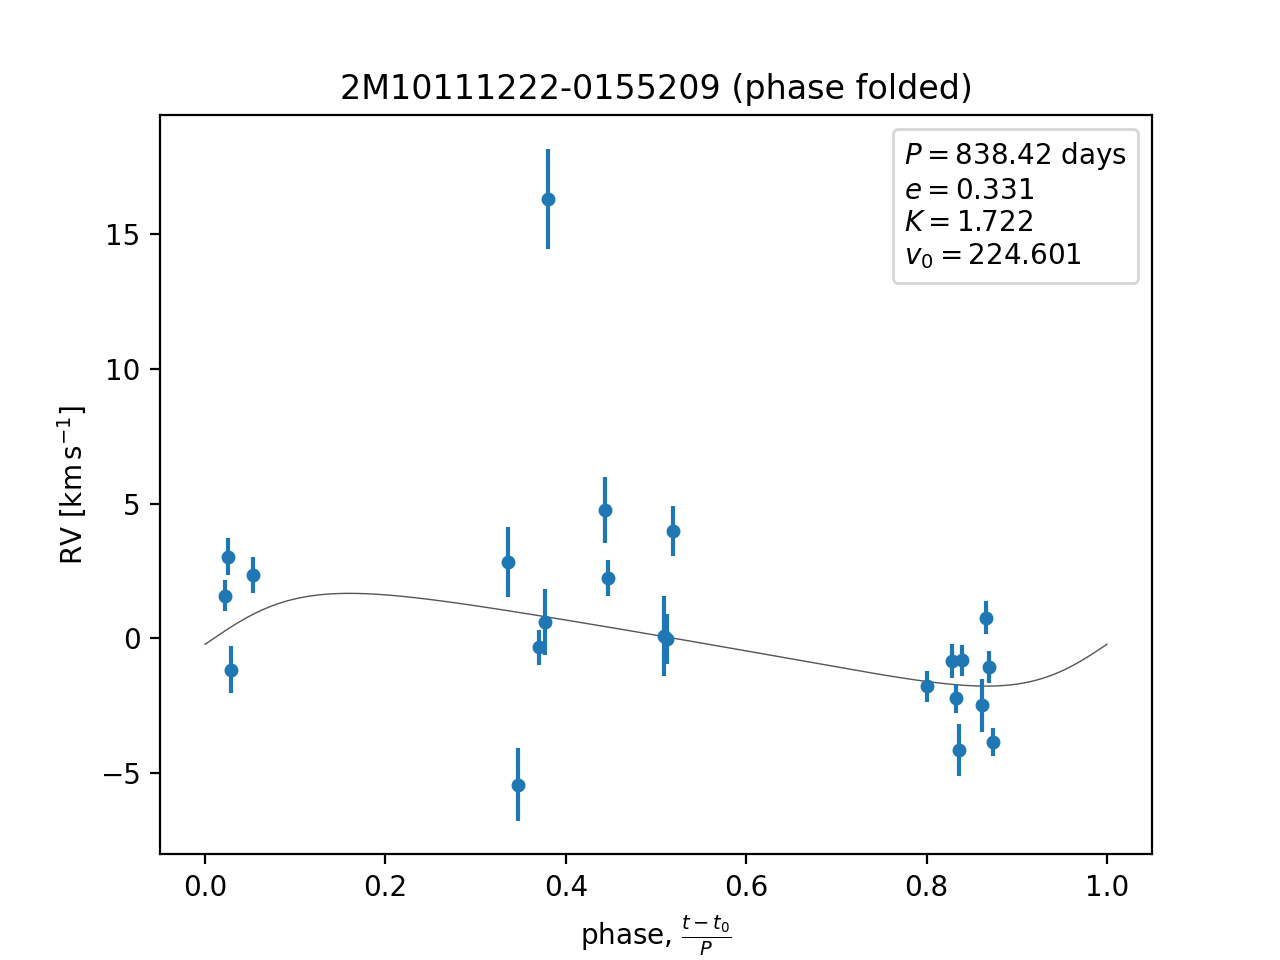 2M10111222-0155209 (phase folded)
P = 838.42 days
e = 0.331
K = 1.722
v₀ = 224.601
15
10
5
0
−5
RV [km s⁻¹]
0.0 0.2 0.4 0.6 0.8 1.0
phase, (t − t₀)/P